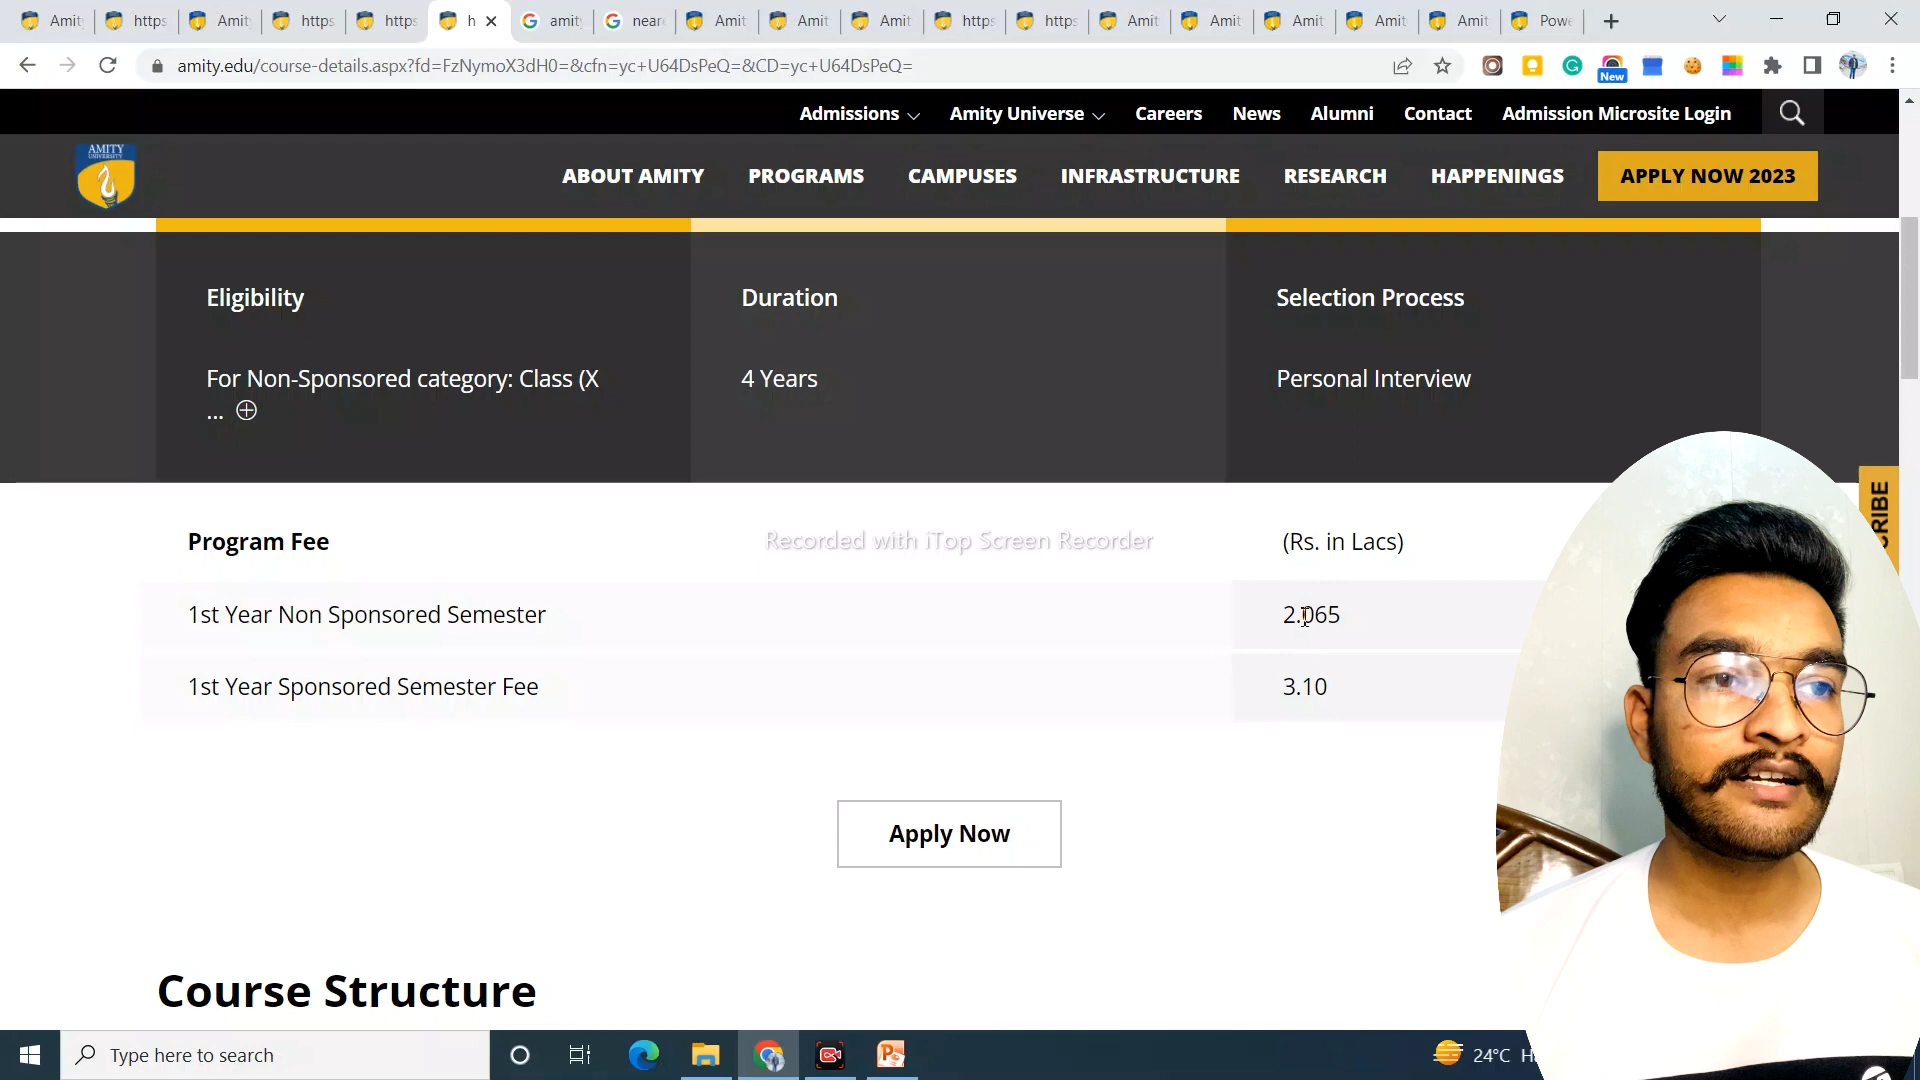 Amit
https
Amit
https
https
h
amit
near
Amit
Amit
Amit
https
https
Amit
Amit
Amit
Amit
Amit
Powe
amity.edu/course-details.aspx?fd=FzNymoX3dH0=&cfn=yc+U64DsPeQ=&CD=yc+U64DsPeQ=
New
Admissions
Amity Universe
Careers
News
Alumni
Contact
Admission Microsite Login
AMITY
UNIVERSITY
ABOUT AMITY
PROGRAMS
CAMPUSES
INFRASTRUCTURE
RESEARCH
HAPPENINGS
APPLY NOW 2023
Eligibility
Duration
Selection Process
For Non-Sponsored category: Class (X
...
4 Years
Personal Interview
Program Fee
Recorded with iTop Screen Recorder
(Rs. in Lacs)
1st Year Non Sponsored Semester
2.065
1st Year Sponsored Semester Fee
3.10
Apply Now
Course Structure
Type here to search
24°C